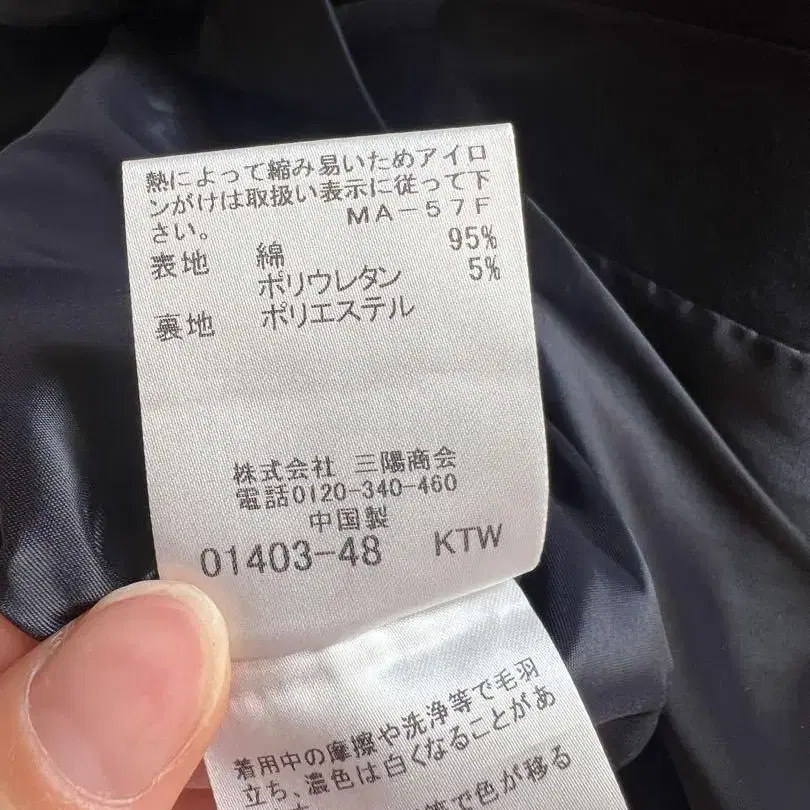 熱によって縮み易いためアイロ
ンがけは取扱い表示に従って下
さい。 MA-57F
表地 綿 95%
ポリウレタン 5%
裏地 ポリエステル
株式会社 三陽商会
電話0120-340-460
中国製
01403-48 KTW
着用中の摩擦や洗浄等で毛羽
立ち、濃色は白くなることがあ
等で色が移る